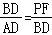 BD/AD = PF/BD